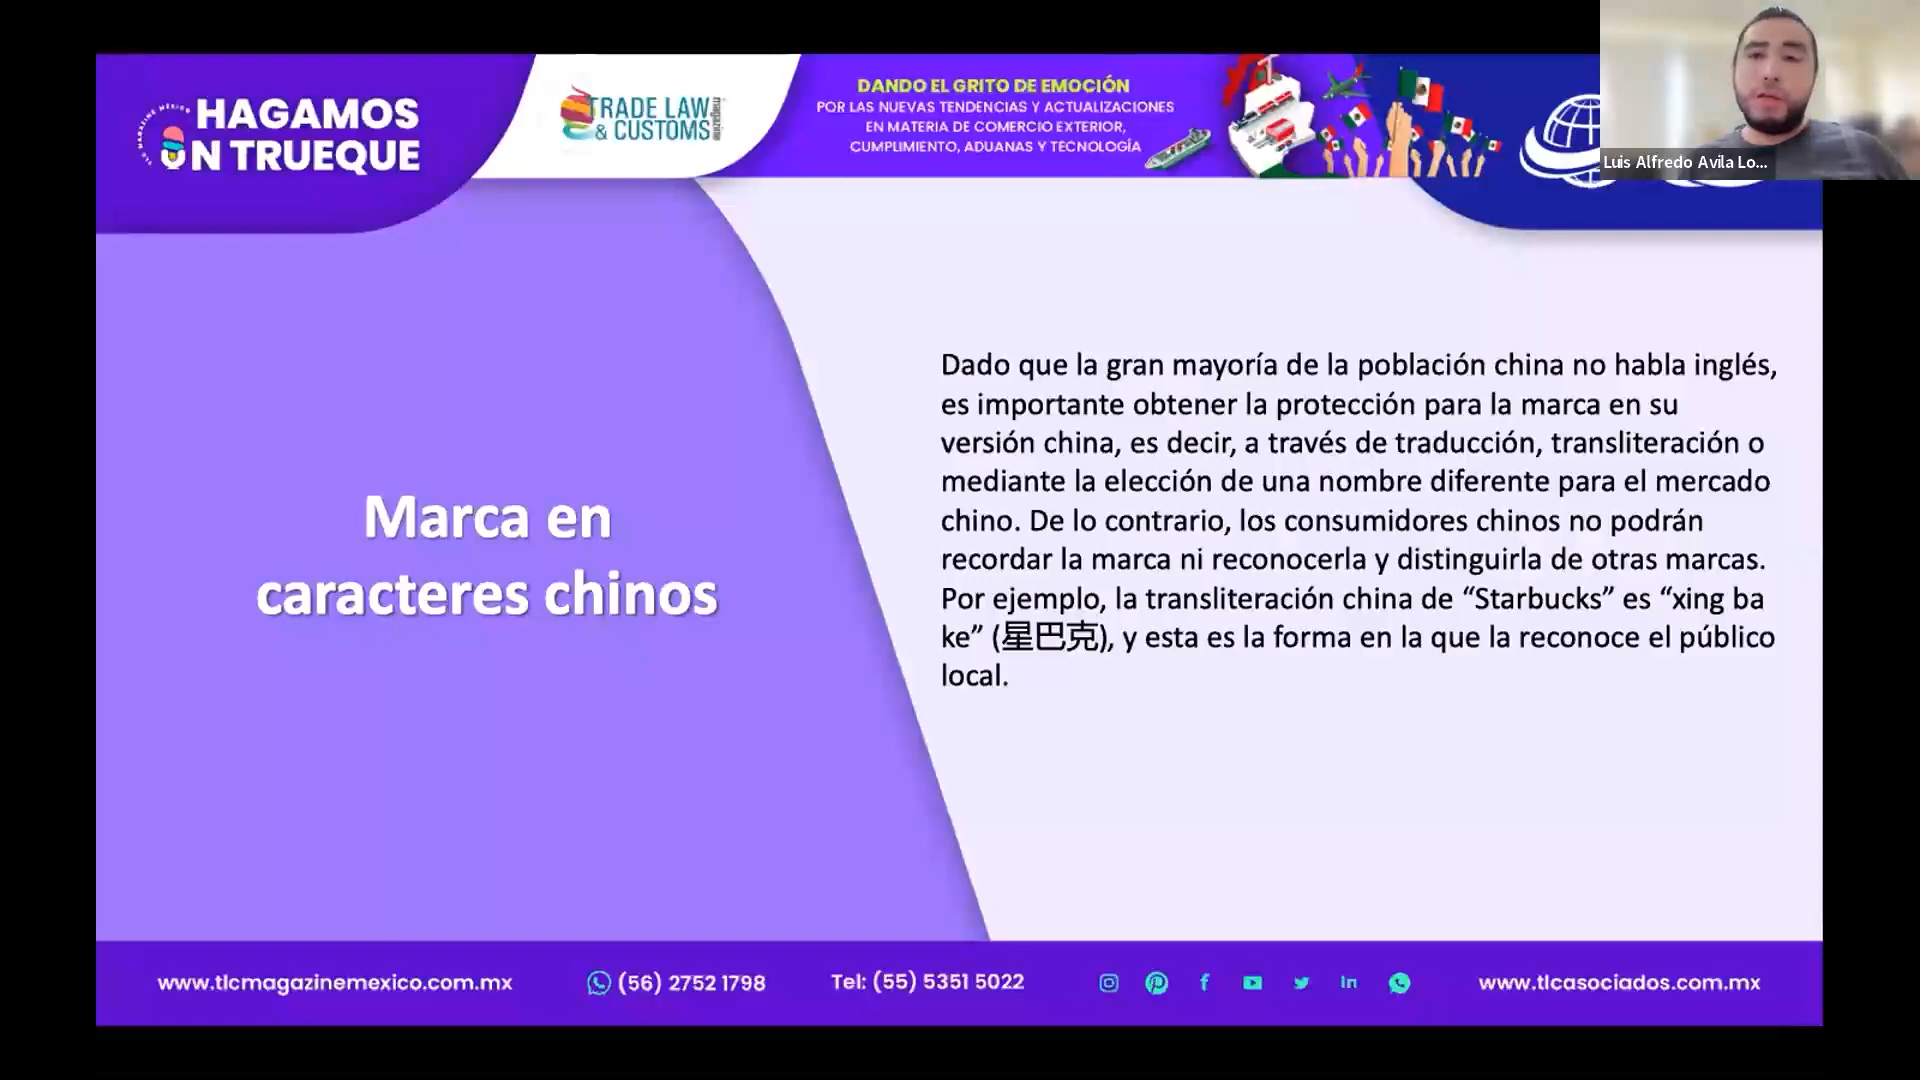 TLC MAGAZINE MÉXICO
HAGAMOS
UN TRUEQUE
TRADE LAW
& CUSTOMS
magazine
DANDO EL GRITO DE EMOCIÓN
POR LAS NUEVAS TENDENCIAS Y ACTUALIZACIONES
EN MATERIA DE COMERCIO EXTERIOR,
CUMPLIMIENTO, ADUANAS Y TECNOLOGÍA
Luis Alfredo Avila Lo...
Marca en
caracteres chinos
Dado que la gran mayoría de la población china no habla inglés,
es importante obtener la protección para la marca en su
versión china, es decir, a través de traducción, transliteración o
mediante la elección de una nombre diferente para el mercado
chino. De lo contrario, los consumidores chinos no podrán
recordar la marca ni reconocerla y distinguirla de otras marcas.
Por ejemplo, la transliteración china de “Starbucks” es “xing ba
ke” (星巴克), y esta es la forma en la que la reconoce el público
local.
www.tlcmagazinemexico.com.mx
(56) 2752 1798
Tel: (55) 5351 5022
www.tlcasociados.com.mx